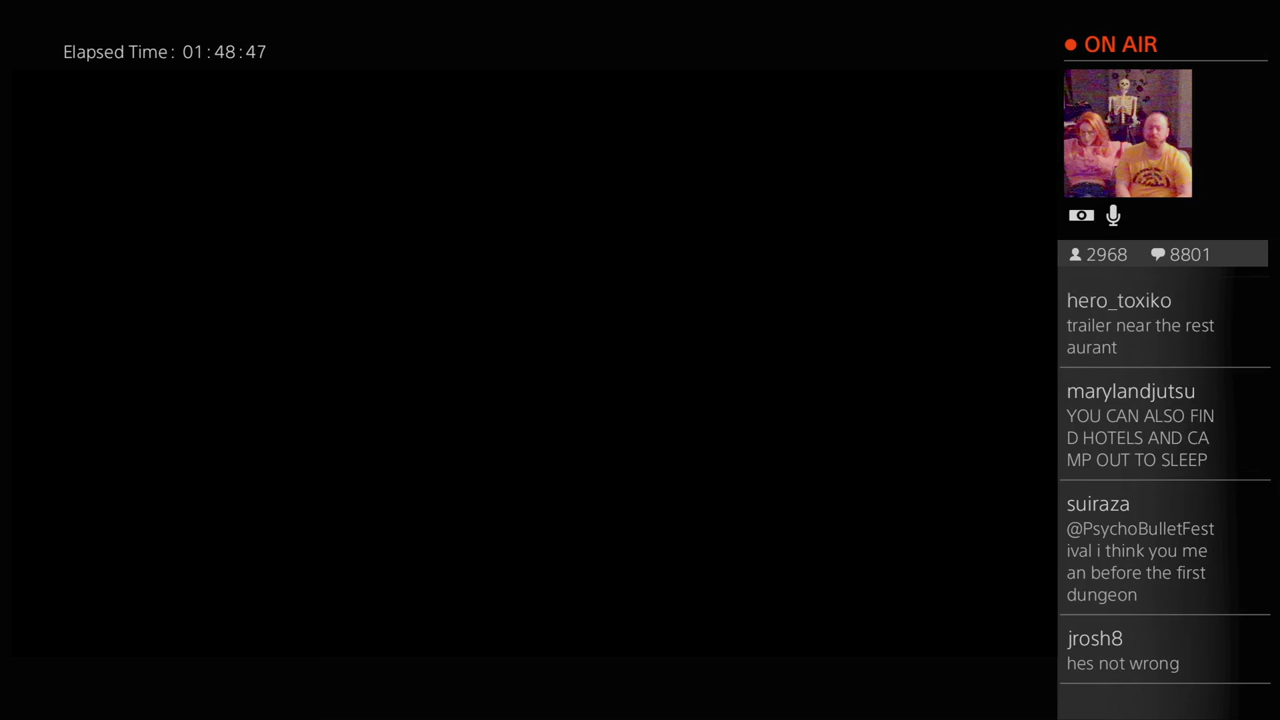 Elapsed Time: 01:48:47
ON AIR
2968 8801
hero_toxiko
trailer near the rest
aurant
marylandjutsu
YOU CAN ALSO FIN
D HOTELS AND CA
MP OUT TO SLEEP
suiraza
@PsychoBulletFest
ival i think you me
an before the first
dungeon
jrosh8
hes not wrong